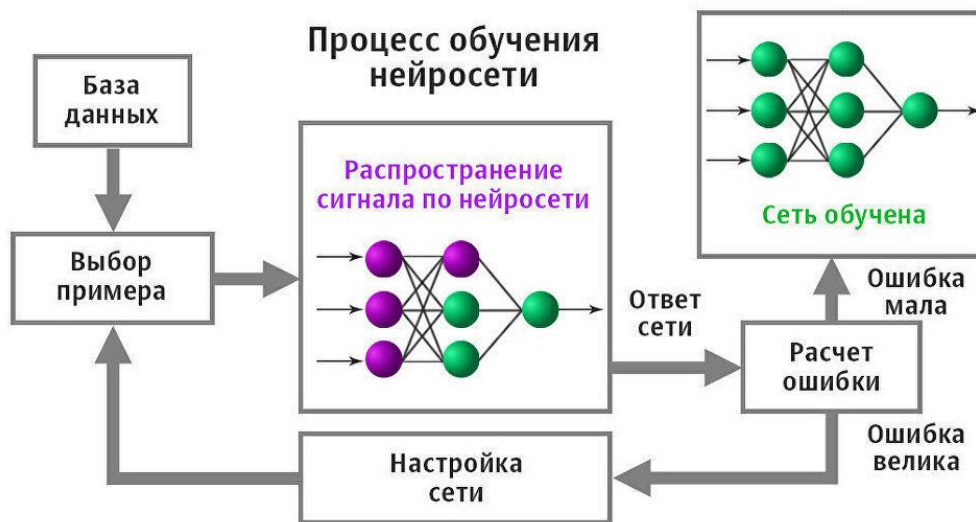 Процесс обучения
нейросети
База
данных
Выбор
примера
Распространение
сигнала по нейросети
Ответ
сети
Расчет
ошибки
Ошибка
мала
Сеть обучена
Ошибка
велика
Настройка
сети